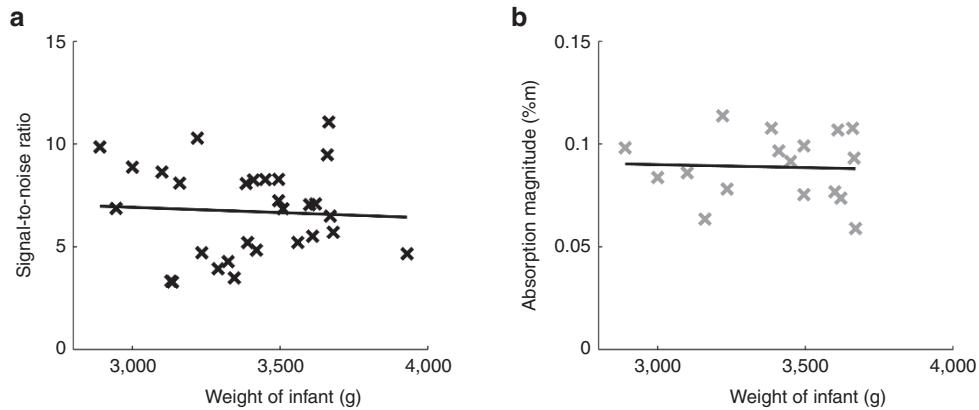 a
Signal-to-noise ratio
15
10
5
0
3,000
3,500
4,000
Weight of infant (g)
b
Absorption magnitude (%m)
0.15
0.1
0.05
0
3,000
3,500
4,000
Weight of infant (g)